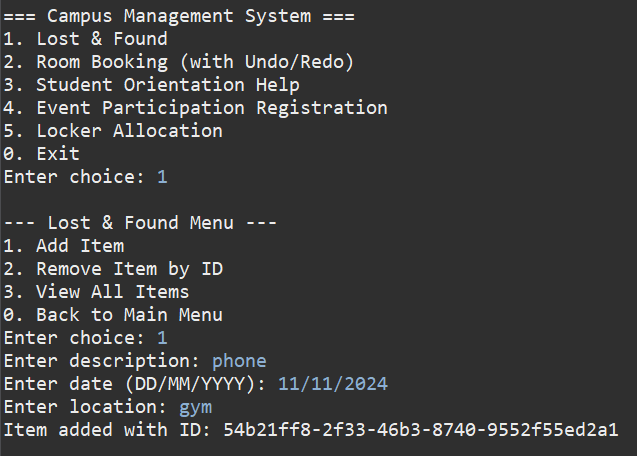 === Campus Management System ===
1. Lost & Found
2. Room Booking (with Undo/Redo)
3. Student Orientation Help
4. Event Participation Registration
5. Locker Allocation
0. Exit
Enter choice: 1

--- Lost & Found Menu ---
1. Add Item
2. Remove Item by ID
3. View All Items
0. Back to Main Menu
Enter choice: 1
Enter description: phone
Enter date (DD/MM/YYYY): 11/11/2024
Enter location: gym
Item added with ID: 54b21ff8-2f33-46b3-8740-9552f55ed2a1